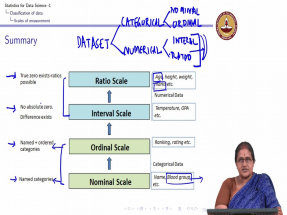 Statistics for Data Science -1
Classification of data
Scales of measurement
Summary
DATASET
CATEGORICAL
NOMINAL
ORDINAL
NUMERICAL
INTERVAL
RATIO
True zero exists-ratios possible
Ratio Scale
Age, height, weight,
etc.
Numerical Data
No absolute zero.
Difference exists
Interval Scale
Temperature, GPA
etc.
Named + ordered categories
Ordinal Scale
Ranking, rating etc.
Categorical Data
Named categories
Nominal Scale
Name, Blood group,
etc.